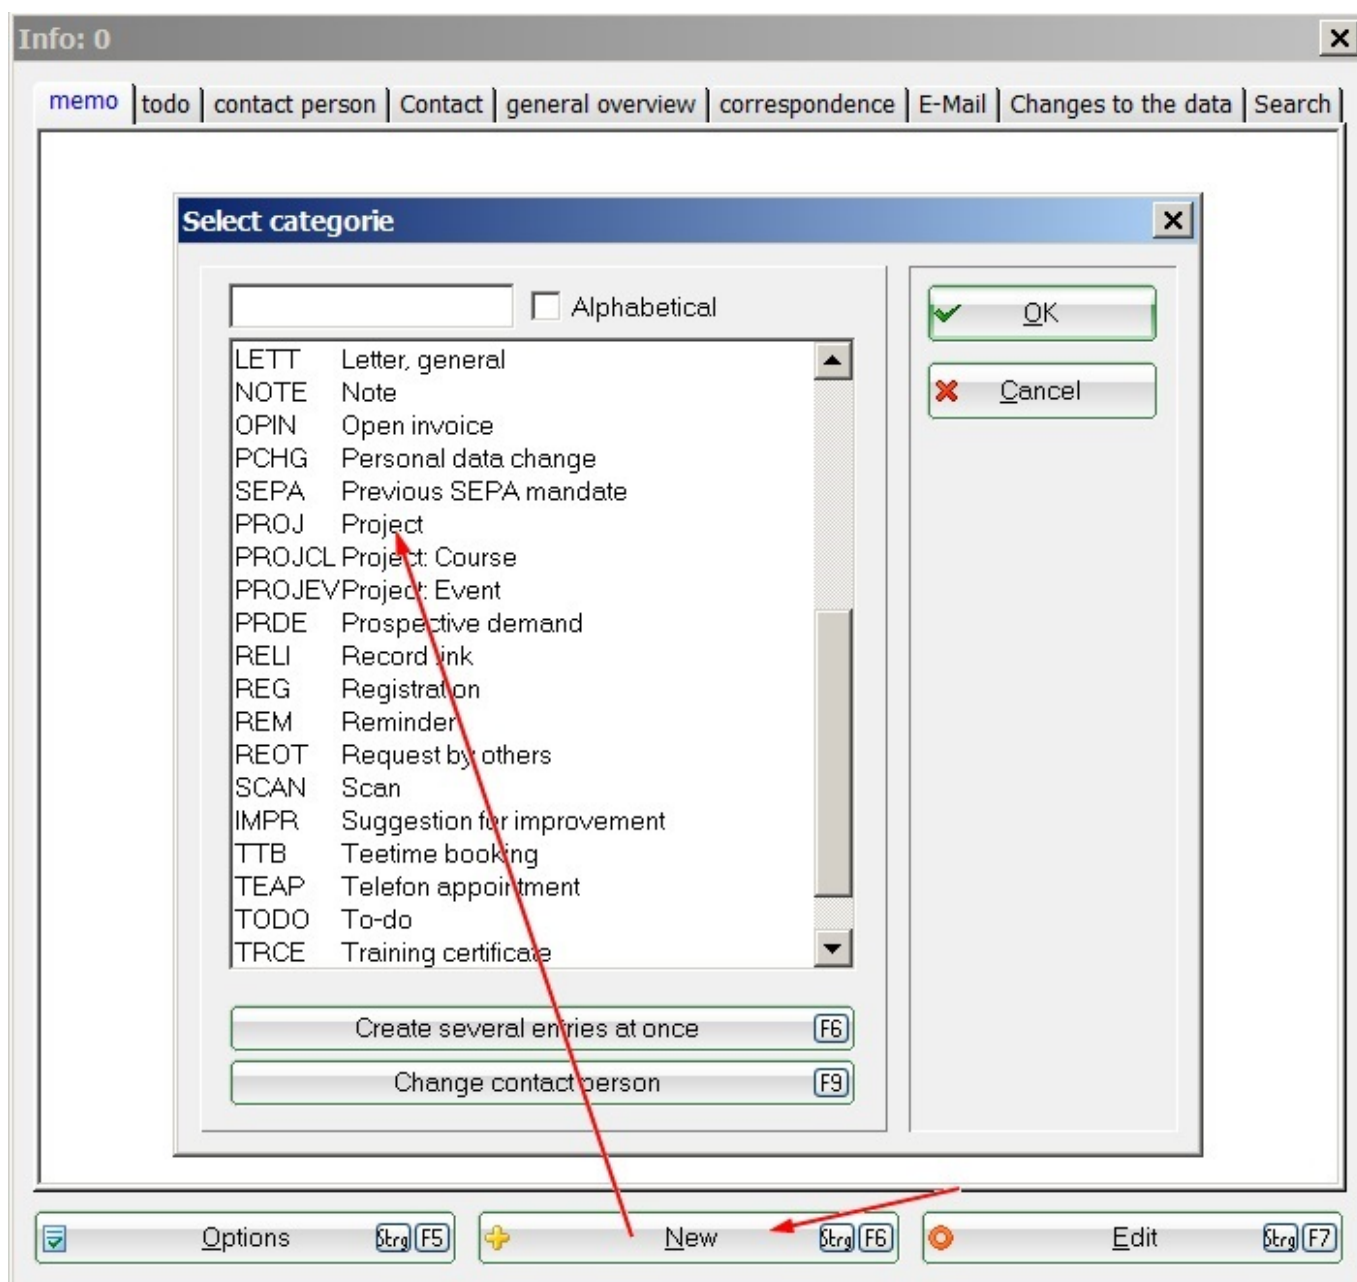 Info: 0
memo todo contact person Contact general overview correspondence E-Mail Changes to the data Search
Select categorie
Alphabetical
OK
LETT Letter, general
NOTE Note
Cancel
OPIN Open invoice
PCHG Personal data change
SEPA Previous SEPA mandate
PROJ Project
PROJCL Project: Course
PROJEV Project: Event
PRDE Prospective demand
RELI Record link
REG Registration
REM Reminder
REOT Request by others
SCAN Scan
IMPR Suggestion for improvement
TTB Teetime booking
TEAP Telefon appointment
TODO To-do
TRCE Training certificate
Create several entries at once F6
Change contact person F9
Options Strg F5 New Strg F6 Edit Strg F7